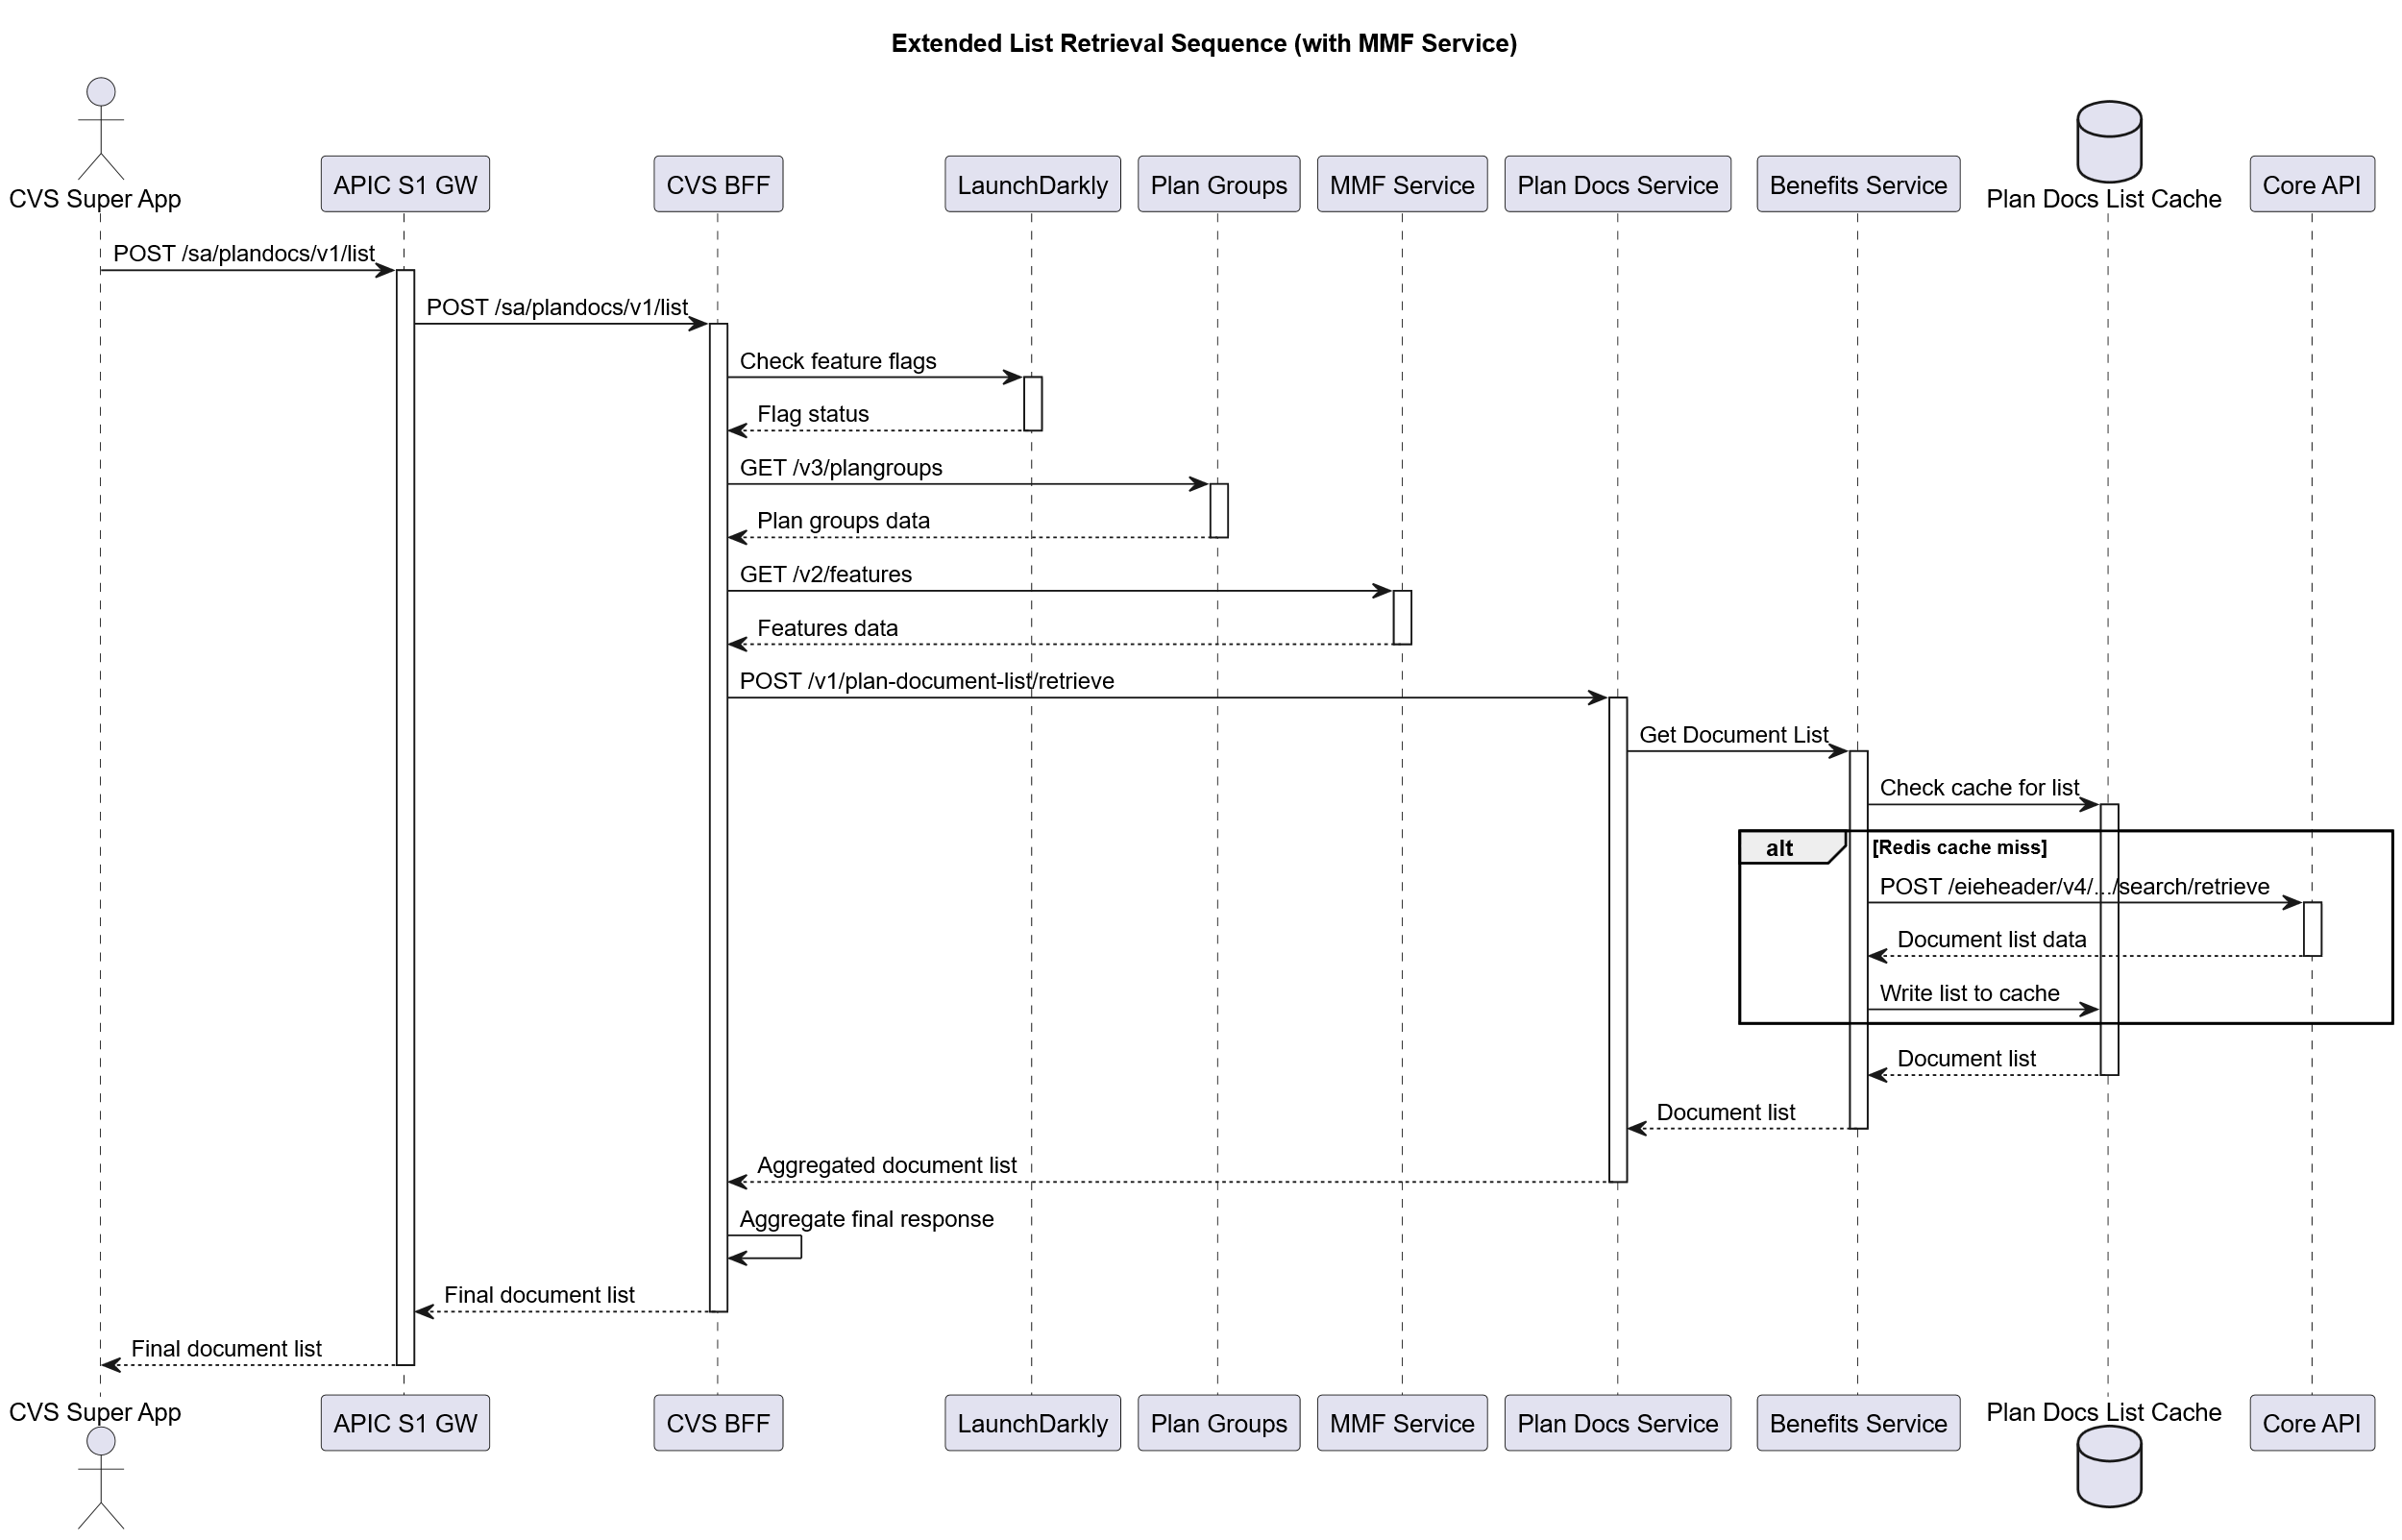 Extended List Retrieval Sequence (with MMF Service)
CVS Super App
APIC S1 GW
CVS BFF
LaunchDarkly
Plan Groups
MMF Service
Plan Docs Service
Benefits Service
Plan Docs List Cache
Core API
POST /sa/plandocs/v1/list
POST /sa/plandocs/v1/list
Check feature flags
Flag status
GET /v3/plangroups
Plan groups data
GET /v2/features
Features data
POST /v1/plan-document-list/retrieve
Get Document List
Check cache for list
alt
[Redis cache miss]
POST /eieheader/v4/.../search/retrieve
Document list data
Write list to cache
Document list
Document list
Aggregated document list
Aggregate final response
Final document list
Final document list
CVS Super App
APIC S1 GW
CVS BFF
LaunchDarkly
Plan Groups
MMF Service
Plan Docs Service
Benefits Service
Plan Docs List Cache
Core API